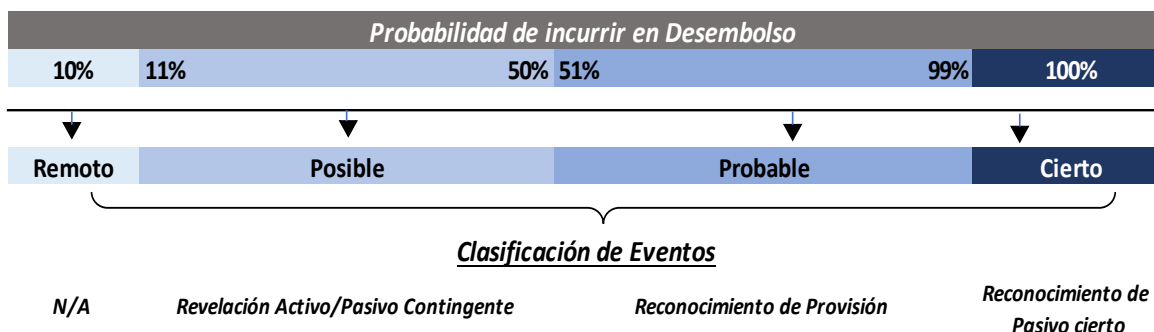 Probabilidad de incurrir en Desembolso
10% 11% 50% 51% 99% 100%
Remoto Posible Probable Cierto
Clasificación de Eventos
N/A Revelación Activo/Pasivo Contingente Reconocimiento de Provisión Reconocimiento de
Pasivo cierto